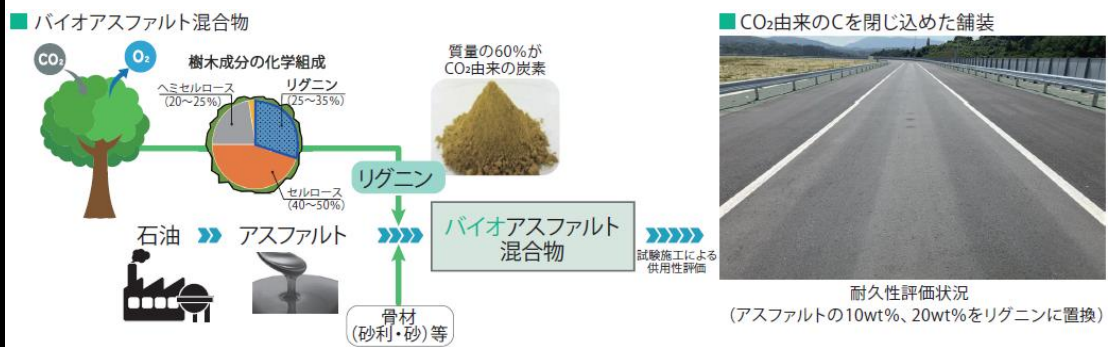 ■ バイオアスファルト混合物
CO₂
O₂
樹木成分の化学組成
ヘミセルロース
(20~25%)
リグニン
(25~35%)
セルロース
(40~50%)
質量の60%が
CO₂由来の炭素
リグニン
石油
アスファルト
バイオアスファルト
混合物
骨材
(砂利・砂)等
試験施工による
供用性評価
■ CO₂由来のCを閉じ込めた舗装
耐久性評価状況
(アスファルトの10wt%、20wt%をリグニンに置換)